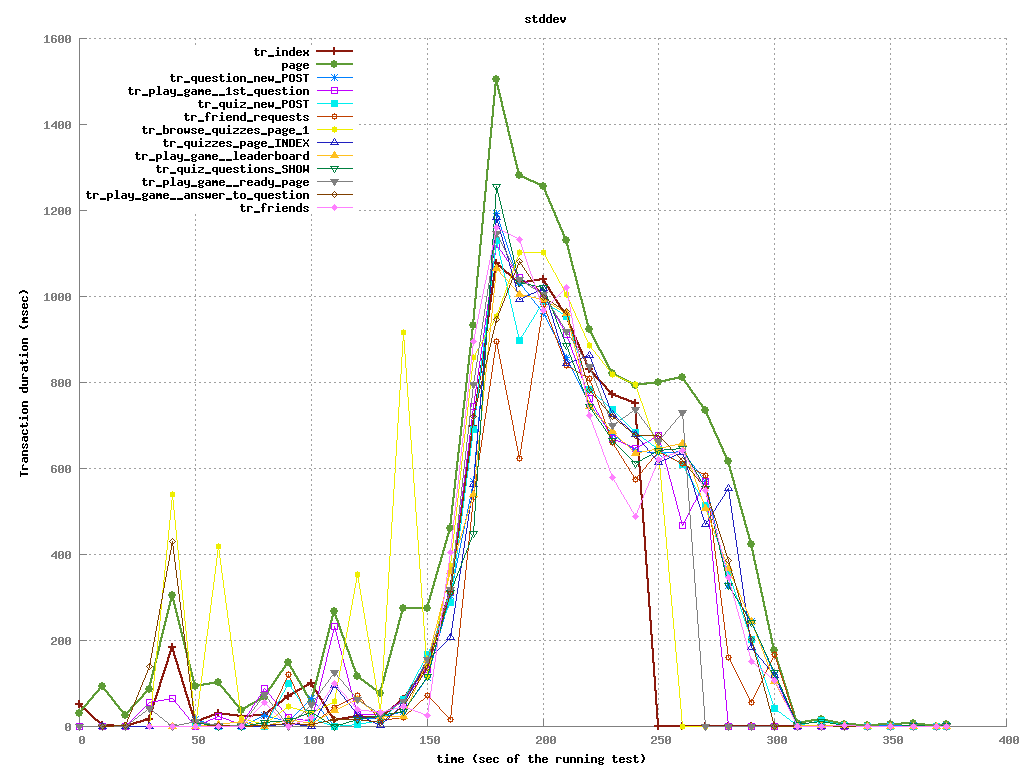 stddev
1600
1400
1200
1000
800
600
400
200
0
Transaction duration (msec)
tr_index
page
tr_question_new_POST
tr_play_game__1st_question
tr_quiz_new_POST
tr_friend_requests
tr_browse_quizzes_page_1
tr_quizzes_page_INDEX
tr_play_game__leaderboard
tr_quiz_questions_SHOW
tr_play_game__ready_page
tr_play_game__answer_to_question
tr_friends
0 50 100 150 200 250 300 350 400
time (sec of the running test)